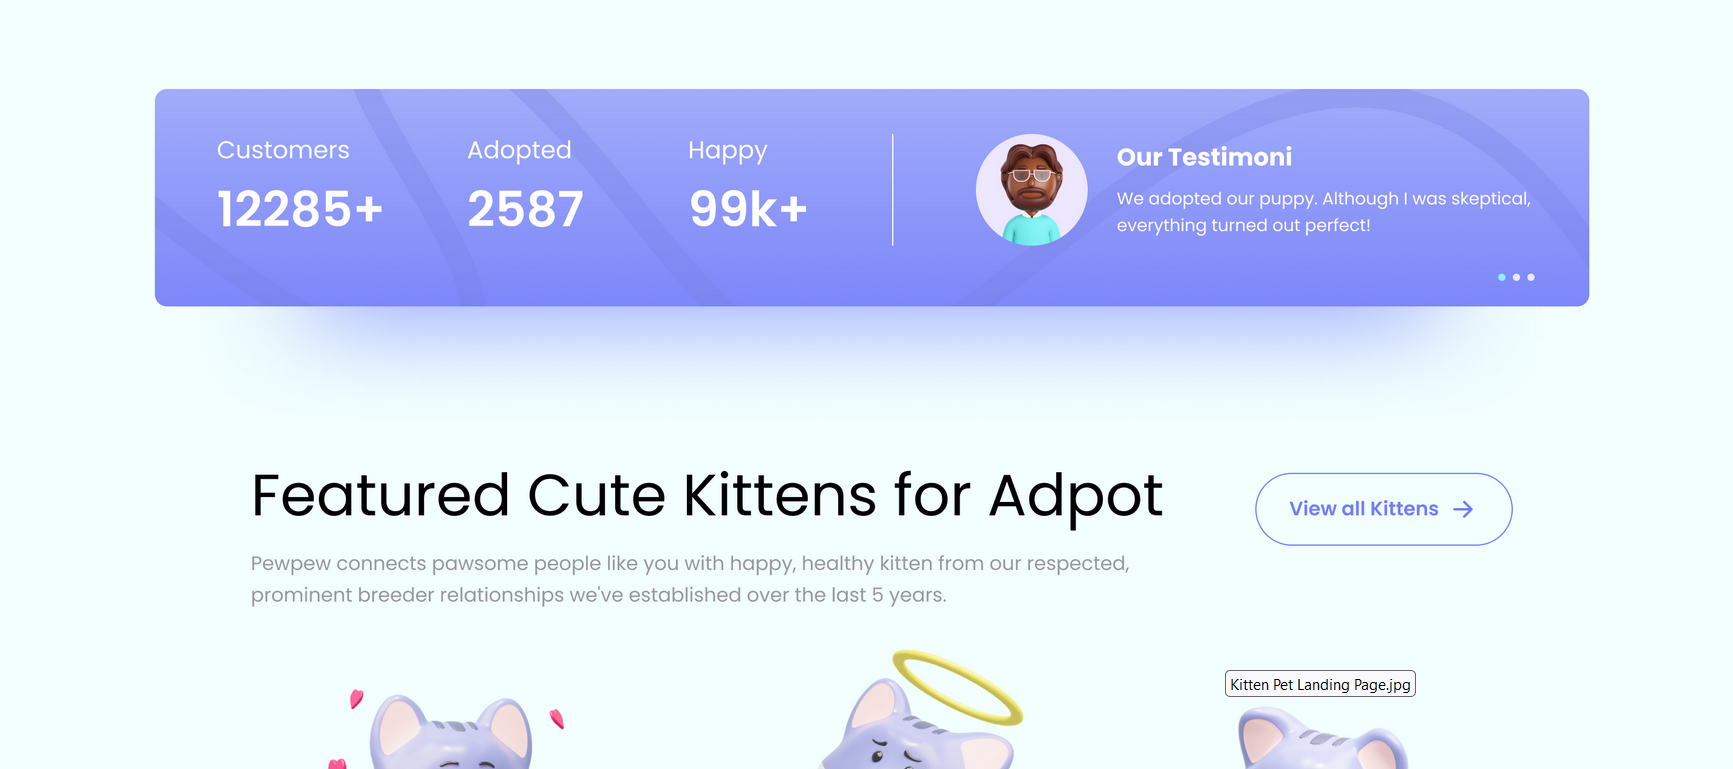 Customers
12285+
Adopted
2587
Happy
99k+
Our Testimoni
We adopted our puppy. Although I was skeptical,
everything turned out perfect!
Featured Cute Kittens for Adpot
View all Kittens
Pewpew connects pawsome people like you with happy, healthy kitten from our respected,
prominent breeder relationships we've established over the last 5 years.
Kitten Pet Landing Page.jpg